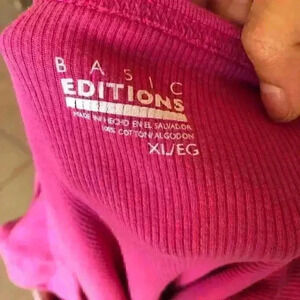 BASIC
EDITIONS
MADE IN/HECHO EN EL SALVADOR
100% COTTON/ALGODON
XL/EG